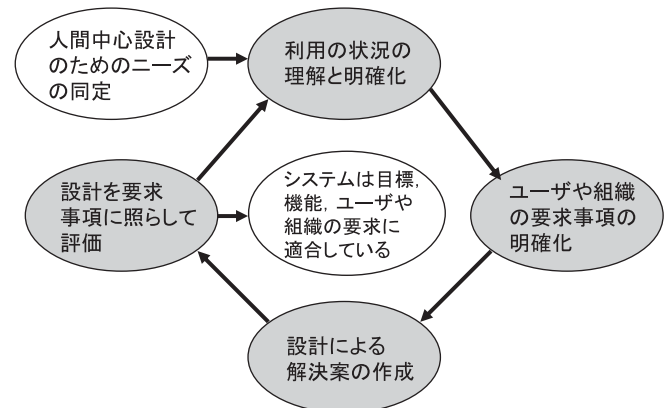 人間中心設計
のためのニーズ
の同定
利用の状況の
理解と明確化
設計を要求
事項に照らして
評価
システムは目標,
機能, ユーザや
組織の要求に
適合している
ユーザや組織
の要求事項の
明確化
設計による
解決案の作成